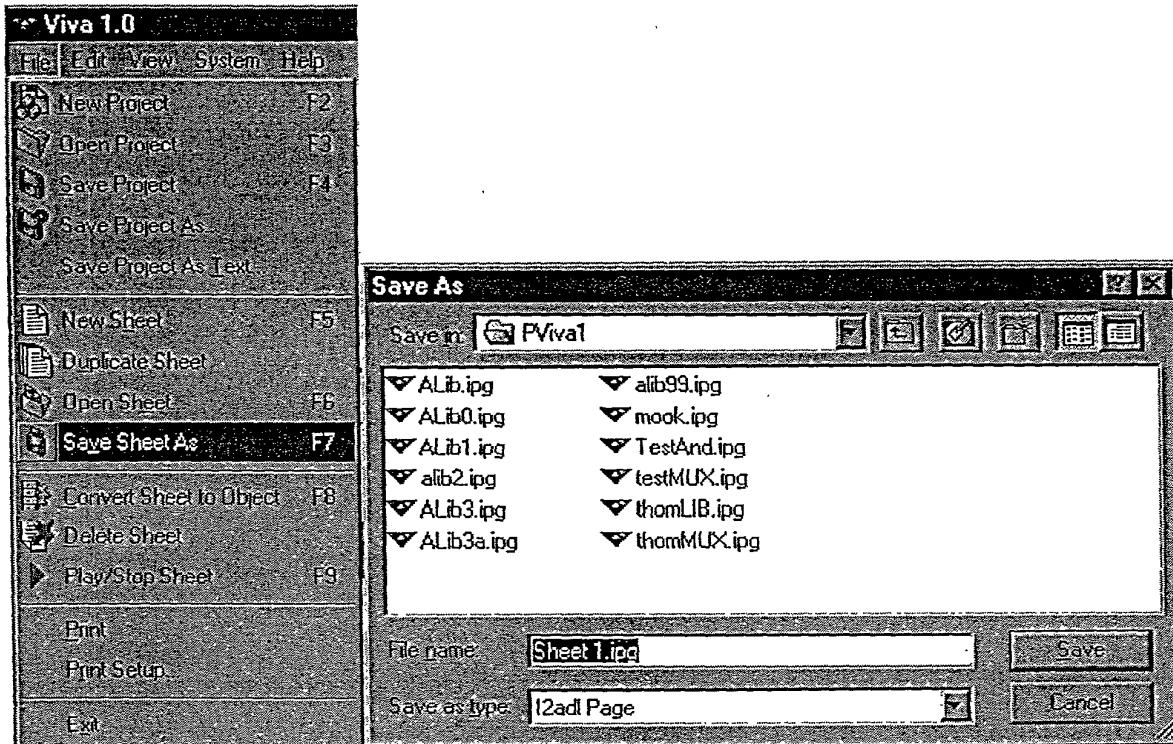 Viva 1.0
File Edit View System Help
New Project F2
Open Project F3
Save Project F4
Save Project As...
Save Project As Text...
New Sheet F5
Duplicate Sheet
Open Sheet... F6
Save Sheet As F7
Convert Sheet to Object F8
Delete Sheet
Play/Stop Sheet F9
Print
Print Setup...
Exit
Save As
Save in: PViva1
ALib.ipg alib99.ipg
ALib0.ipg mook.ipg
ALib1.ipg TestAnd.ipg
alib2.ipg testMUX.ipg
ALib3.ipg thomLIB.ipg
ALib3a.ipg thomMUX.ipg
File name: Sheet 1.ipg Save
Save as type: I2adl Page Cancel